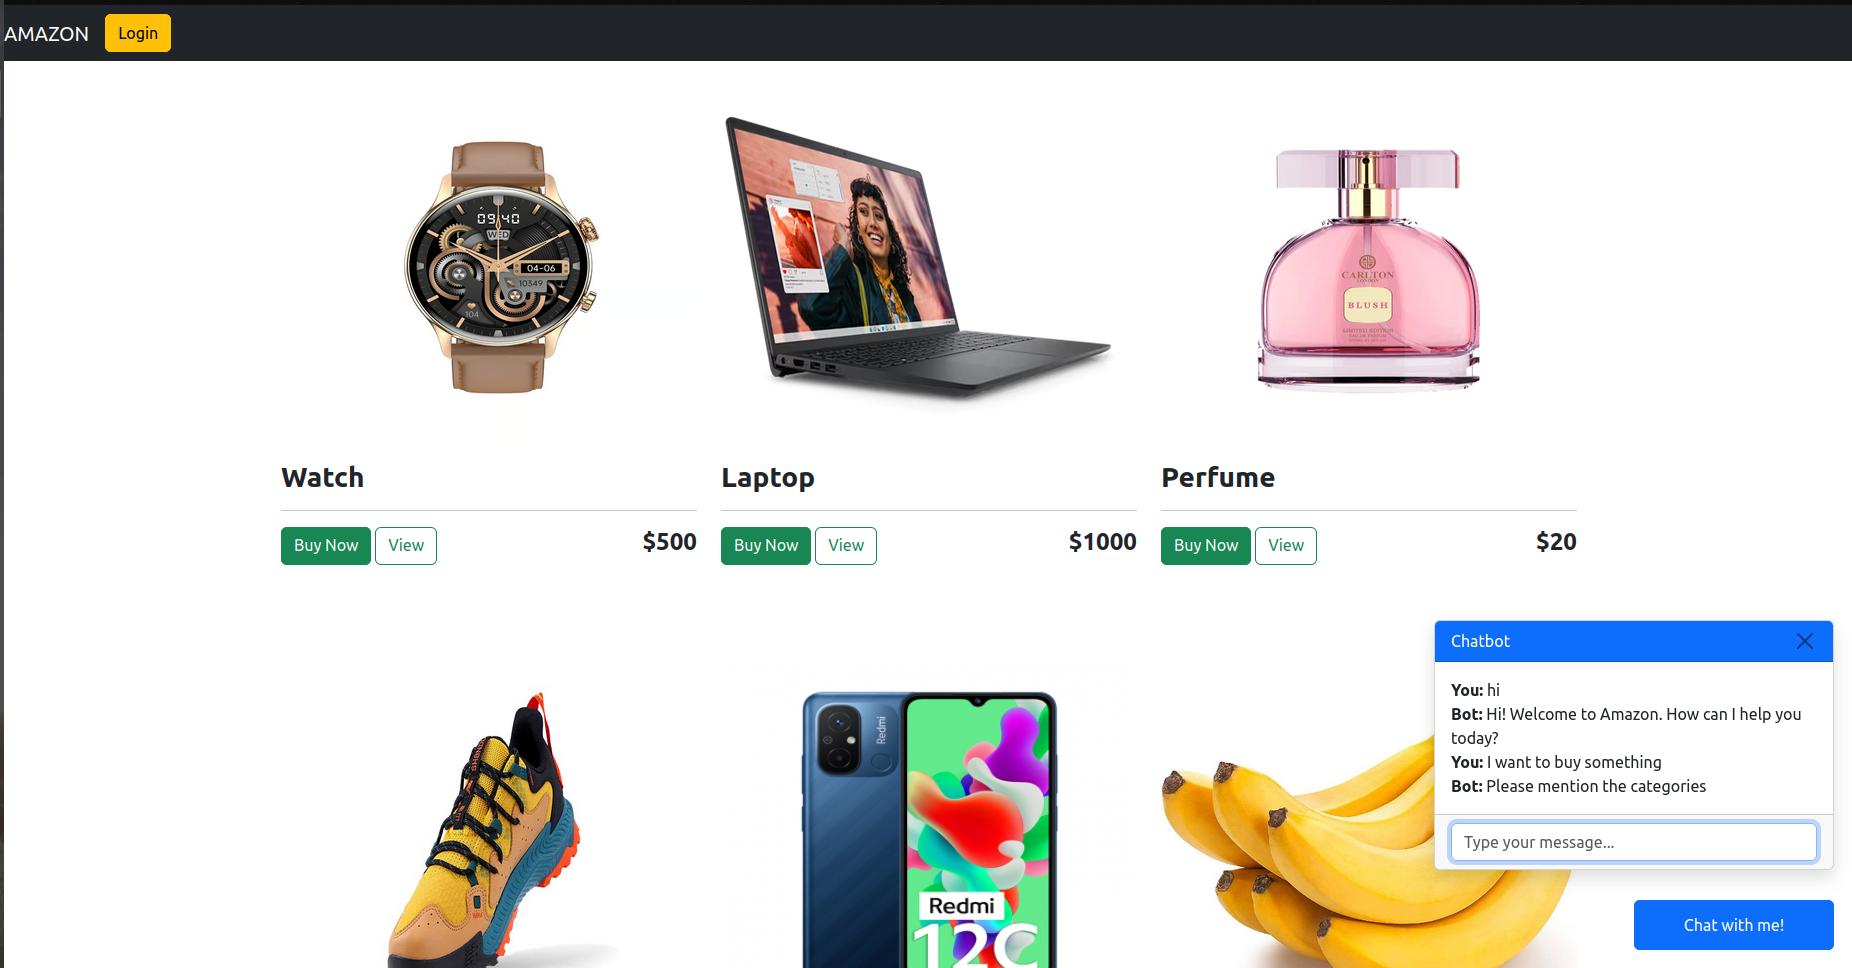 AMAZON Login
09:40
WED
04-06
10349
104
CARLTON
LONDON
BLUSH
LIMITED EDITION
Watch
Buy Now View $500
Laptop
Buy Now View $1000
Perfume
Buy Now View $20
Redmi
Redmi
12C
Chatbot
You: hi
Bot: Hi! Welcome to Amazon. How can I help you
today?
You: I want to buy something
Bot: Please mention the categories
Type your message...
Chat with me!